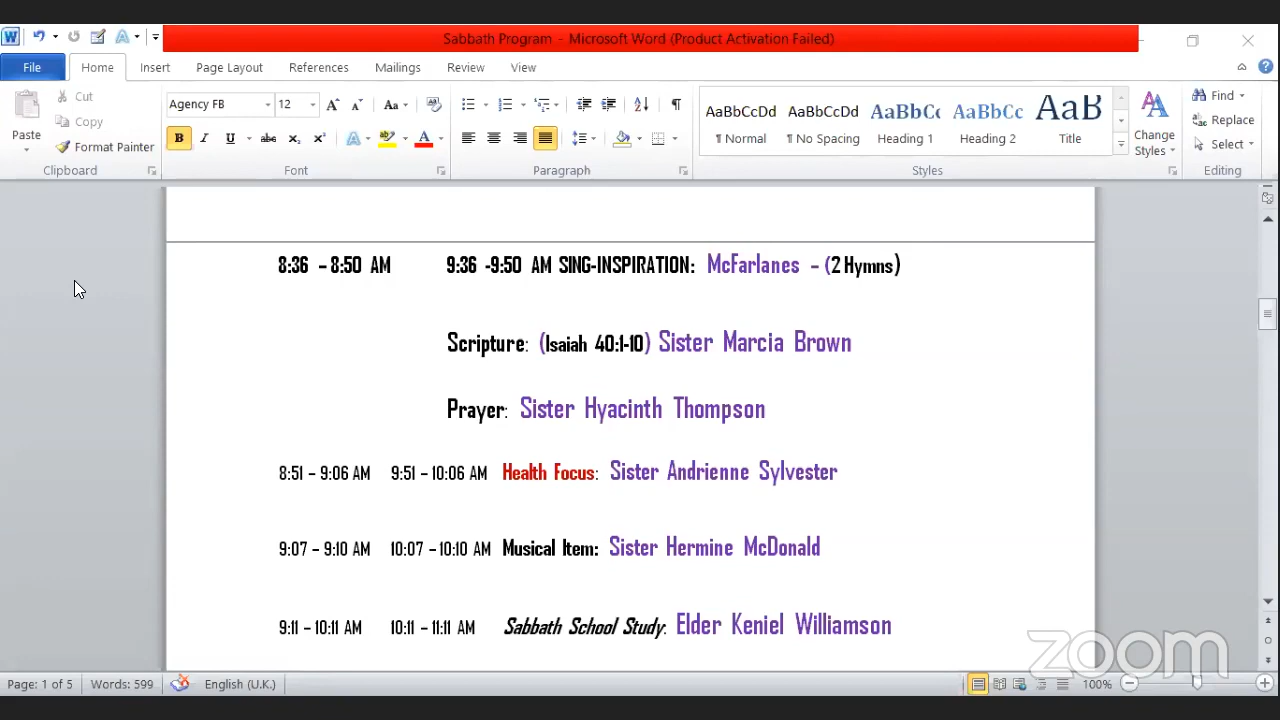 Sabbath Program - Microsoft Word (Product Activation Failed)
File Home Insert Page Layout References Mailings Review View
Paste Cut Copy Format Painter Clipboard
Agency FB 12 Aa Font
B I U abc X₂ X² A A Paragraph
AaBbCcDd AaBbCcDd AaBbCc AaBbCc AaB
¶ Normal ¶ No Spacing Heading 1 Heading 2 Title
Change Styles Styles
Find Replace Select Editing
8:36 – 8:50 AM 9:36 -9:50 AM SING-INSPIRATION: McFarlanes – (2 Hymns)
Scripture: (Isaiah 40:1-10) Sister Marcia Brown
Prayer: Sister Hyacinth Thompson
8:51 – 9:06 AM 9:51 – 10:06 AM Health Focus: Sister Andrienne Sylvester
9:07 – 9:10 AM 10:07 – 10:10 AM Musical Item: Sister Hermine McDonald
9:11 – 10:11 AM 10:11 – 11:11 AM Sabbath School Study: Elder Keniel Williamson
zoom
Page: 1 of 5 Words: 599 English (U.K.) 100%